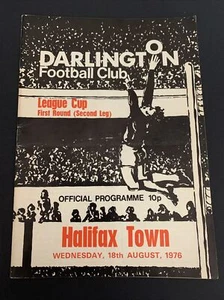 DARLINGTON
Football Club
League Cup
First Round (Second Leg)
OFFICIAL PROGRAMME 10p
Halifax Town
WEDNESDAY, 18th AUGUST, 1976